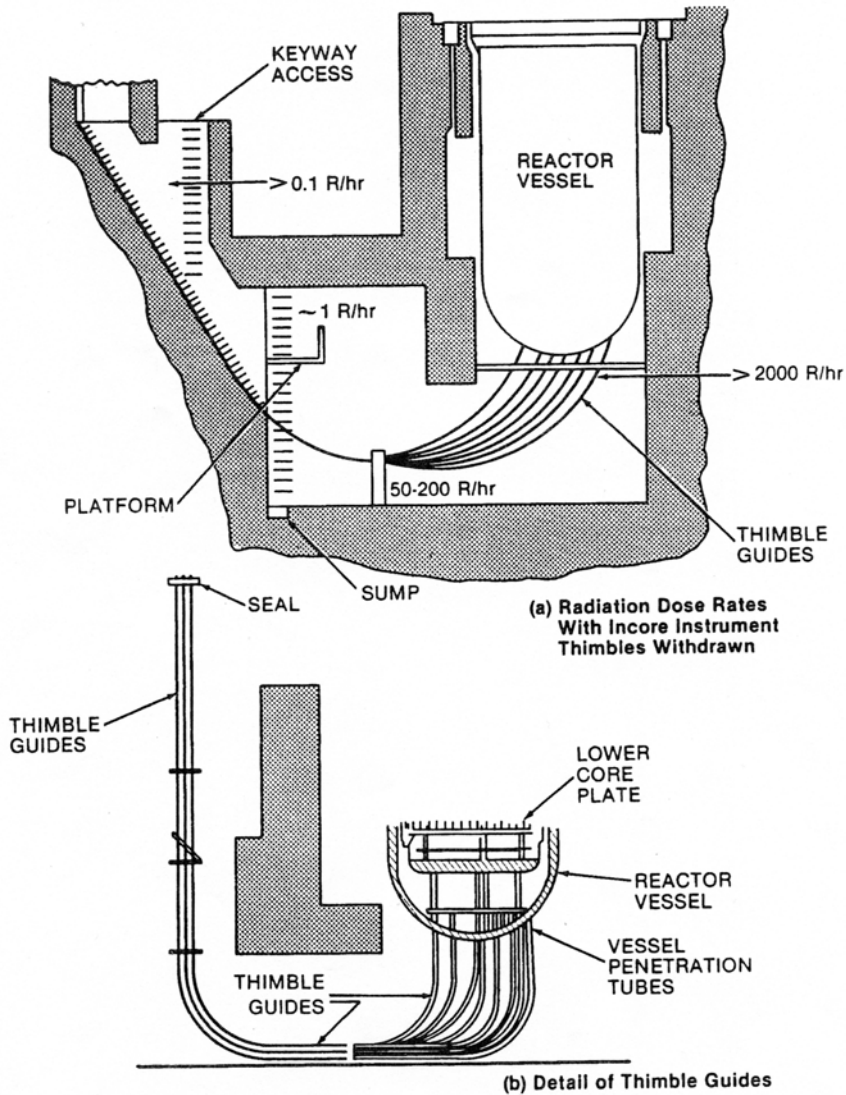 KEYWAY
ACCESS
> 0.1 R/hr
REACTOR
VESSEL
~ 1 R/hr
> 2000 R/hr
50-200 R/hr
PLATFORM
THIMBLE
GUIDES
SUMP
(a) Radiation Dose Rates
With Incore Instrument
Thimbles Withdrawn
SEAL
THIMBLE
GUIDES
LOWER
CORE
PLATE
REACTOR
VESSEL
VESSEL
PENETRATION
TUBES
THIMBLE
GUIDES
(b) Detail of Thimble Guides